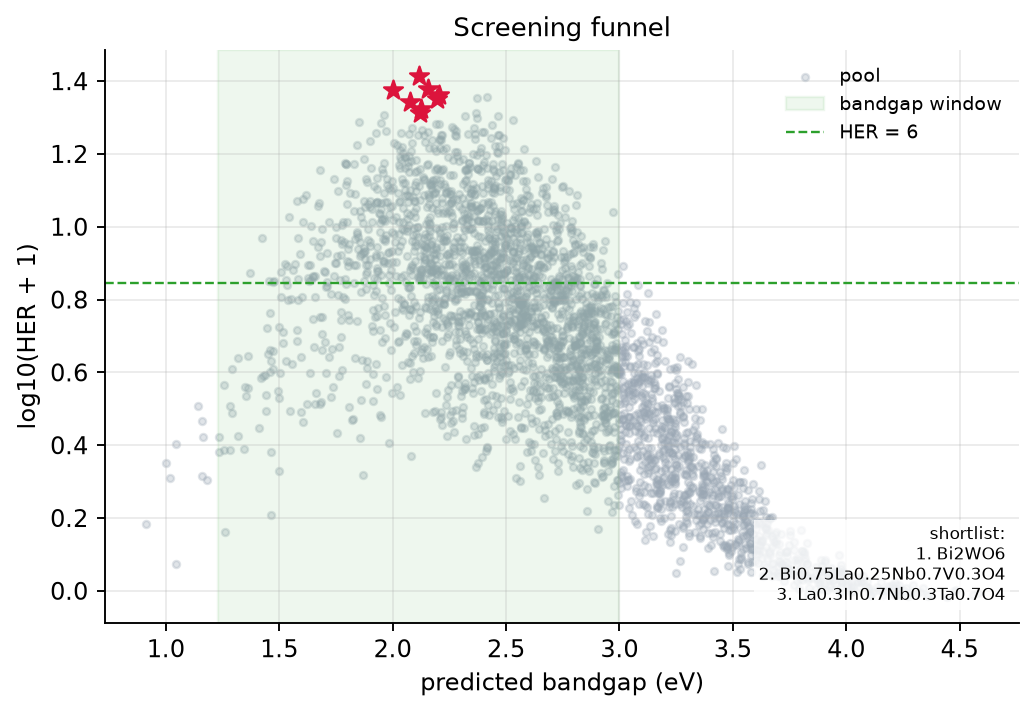 Screening funnel
log10(HER + 1)
1.4
1.2
1.0
0.8
0.6
0.4
0.2
0.0
pool
bandgap window
HER = 6
shortlist:
1. Bi2WO6
2. Bi0.75La0.25Nb0.7V0.3O4
3. La0.3In0.7Nb0.3Ta0.7O4
1.0 1.5 2.0 2.5 3.0 3.5 4.0 4.5
predicted bandgap (eV)